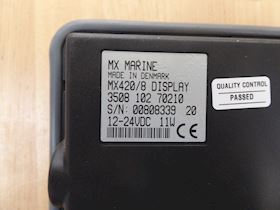 MX MARINE
MADE IN DENMARK
MX420/8 DISPLAY
3508 102 70210
S/N: 00808339 20
12-24VDC 11W CE
QUALITY CONTROL
PASSED